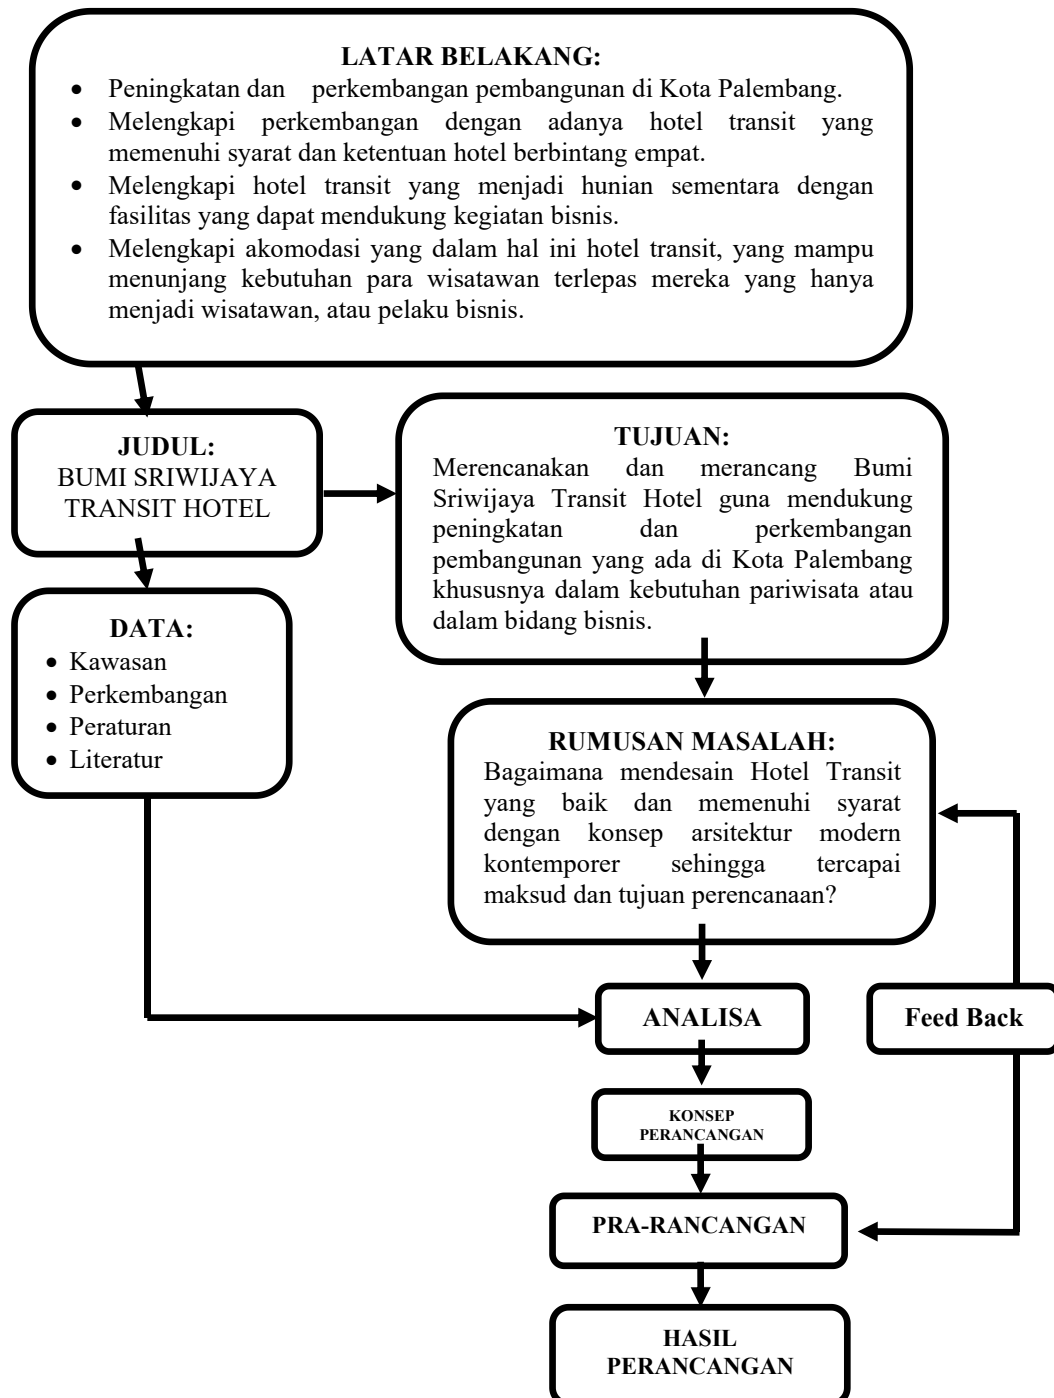 LATAR BELAKANG:
• Peningkatan dan perkembangan pembangunan di Kota Palembang.
• Melengkapi perkembangan dengan adanya hotel transit yang
memenuhi syarat dan ketentuan hotel berbintang empat.
• Melengkapi hotel transit yang menjadi hunian sementara dengan
fasilitas yang dapat mendukung kegiatan bisnis.
• Melengkapi akomodasi yang dalam hal ini hotel transit, yang mampu
menunjang kebutuhan para wisatawan terlepas mereka yang hanya
menjadi wisatawan, atau pelaku bisnis.
JUDUL:
BUMI SRIWIJAYA
TRANSIT HOTEL
TUJUAN:
Merencanakan dan merancang Bumi
Sriwijaya Transit Hotel guna mendukung
peningkatan dan perkembangan
pembangunan yang ada di Kota Palembang
khususnya dalam kebutuhan pariwisata atau
dalam bidang bisnis.
DATA:
• Kawasan
• Perkembangan
• Peraturan
• Literatur
RUMUSAN MASALAH:
Bagaimana mendesain Hotel Transit
yang baik dan memenuhi syarat
dengan konsep arsitektur modern
kontemporer sehingga tercapai
maksud dan tujuan perencanaan?
ANALISA
Feed Back
KONSEP
PERANCANGAN
PRA-RANCANGAN
HASIL
PERANCANGAN